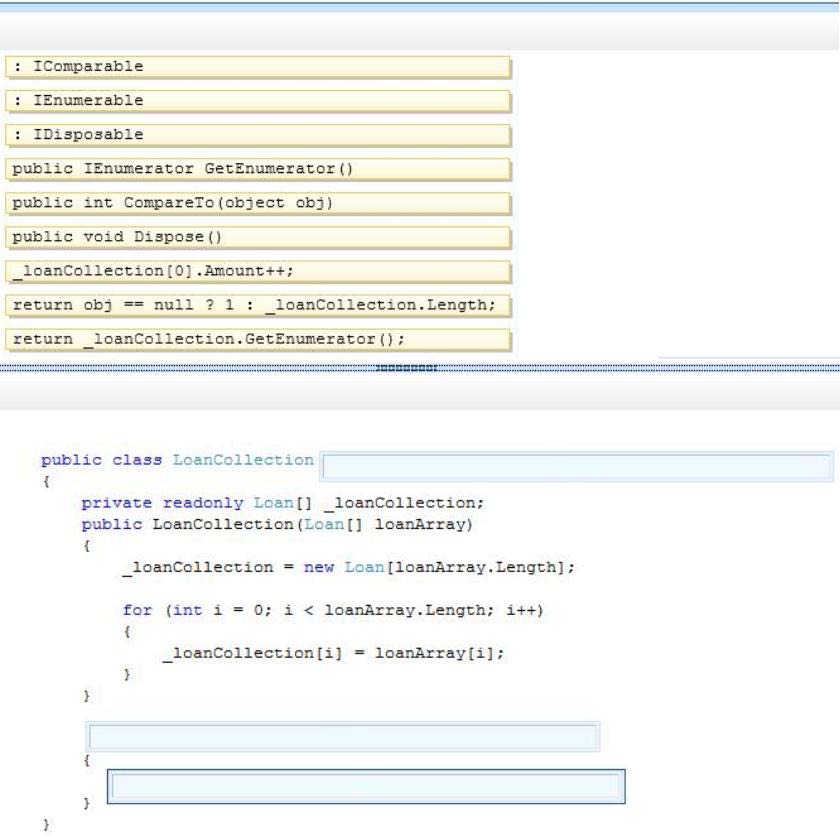 : IComparable
: IEnumerable
: IDisposable
public IEnumerator GetEnumerator()
public int CompareTo(object obj)
public void Dispose()
_loanCollection[0].Amount++;
return obj == null ? 1 : _loanCollection.Length;
return _loanCollection.GetEnumerator();
public class LoanCollection
{
private readonly Loan[] _loanCollection;
public LoanCollection(Loan[] loanArray)
{
_loanCollection = new Loan[loanArray.Length];
for (int i = 0; i < loanArray.Length; i++)
{
_loanCollection[i] = loanArray[i];
}
}
{
}
}